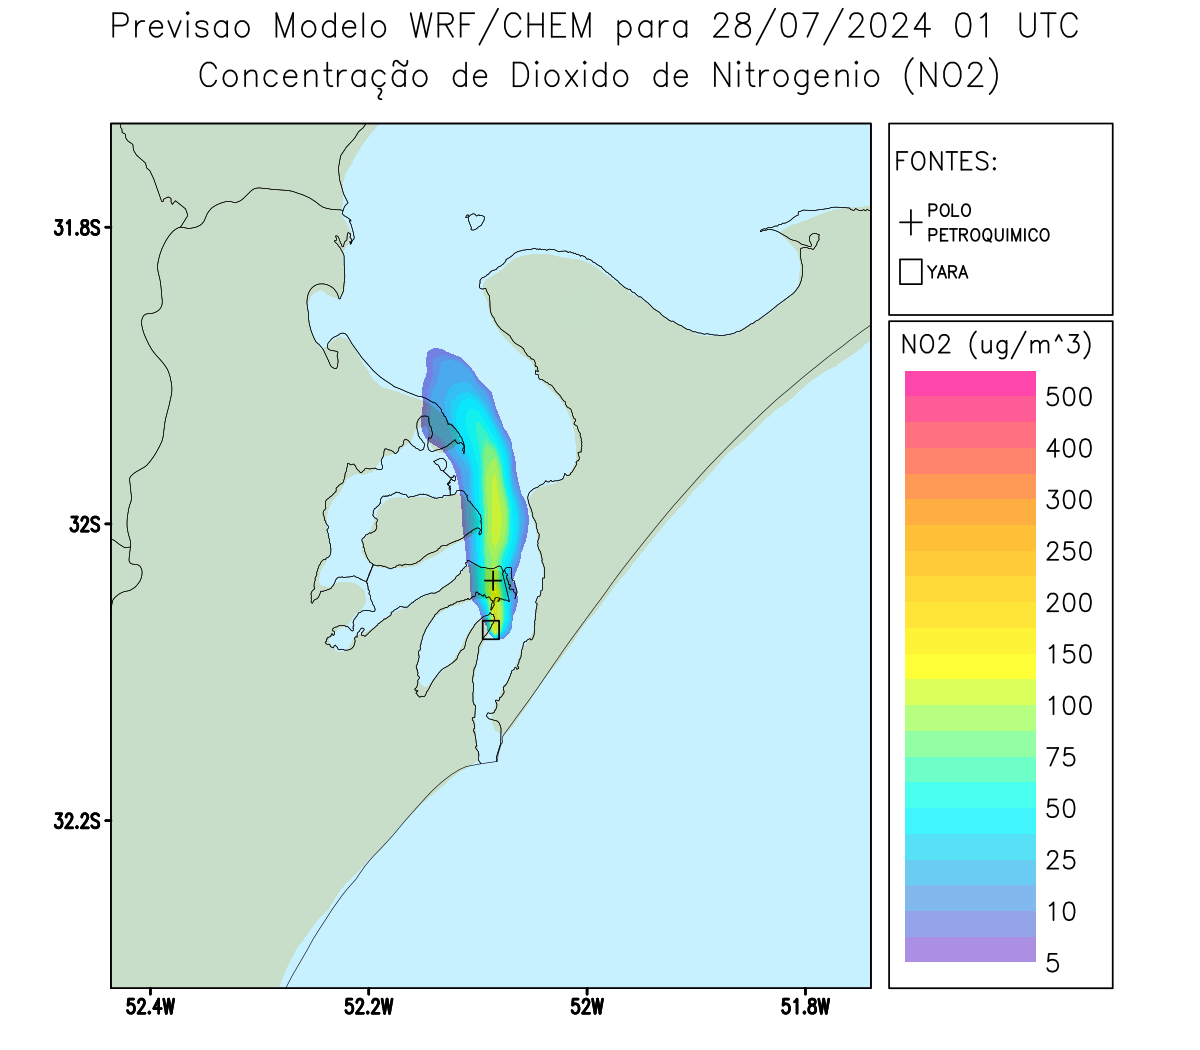 Previsao Modelo WRF/CHEM para 28/07/2024 01 UTC
Concentração de Dioxido de Nitrogenio (NO2)
FONTES:
POLO
PETROQUIMICO
YARA
31.8S
32S
32.2S
52.4W
52.2W
52W
51.8W
NO2 (ug/m^3)
500
400
300
250
200
150
100
75
50
25
10
5